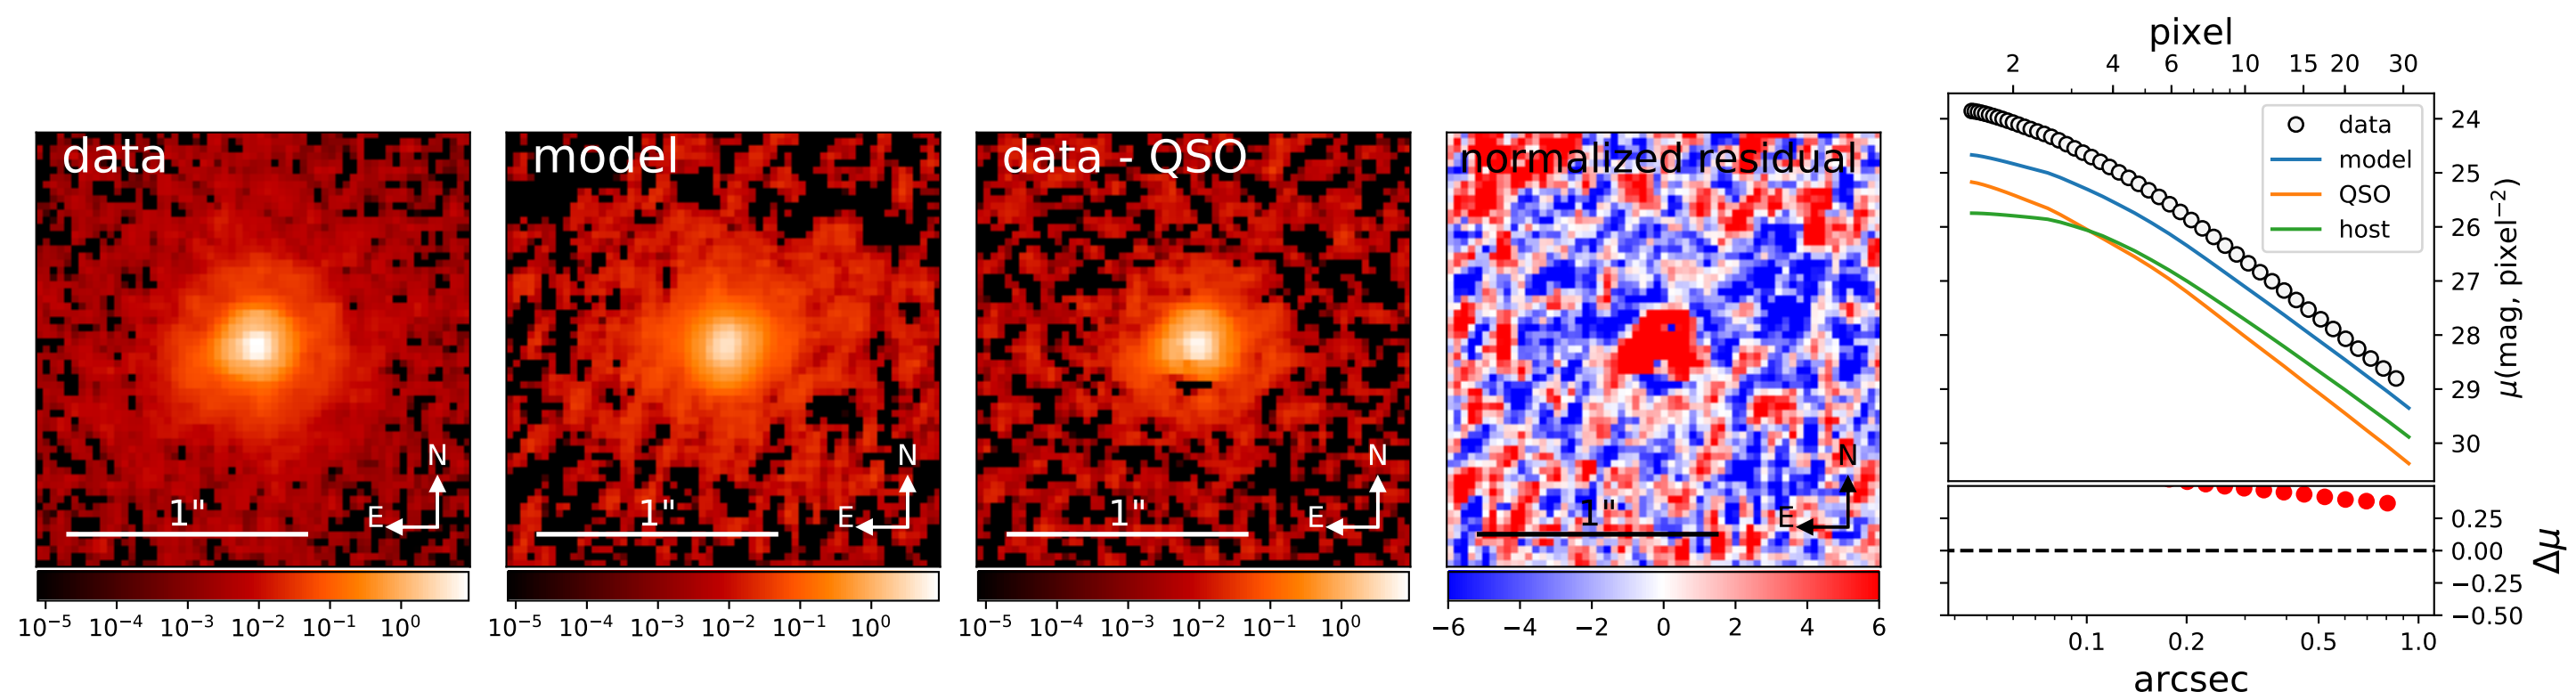 data
1"
N
E
10⁻⁵ 10⁻⁴ 10⁻³ 10⁻² 10⁻¹ 10⁰
model
1"
N
E
10⁻⁵ 10⁻⁴ 10⁻³ 10⁻² 10⁻¹ 10⁰
data - QSO
1"
N
E
10⁻⁵ 10⁻⁴ 10⁻³ 10⁻² 10⁻¹ 10⁰
normalized residual
1"
N
E
−6 −4 −2 0 2 4 6
pixel
2 4 6 10 15 20 30
data
model
QSO
host
24
25
26
27
28
29
30
μ(mag, pixel⁻²)
0.25
0.00
−0.25
−0.50
Δμ
0.1 0.2 0.5 1.0
arcsec